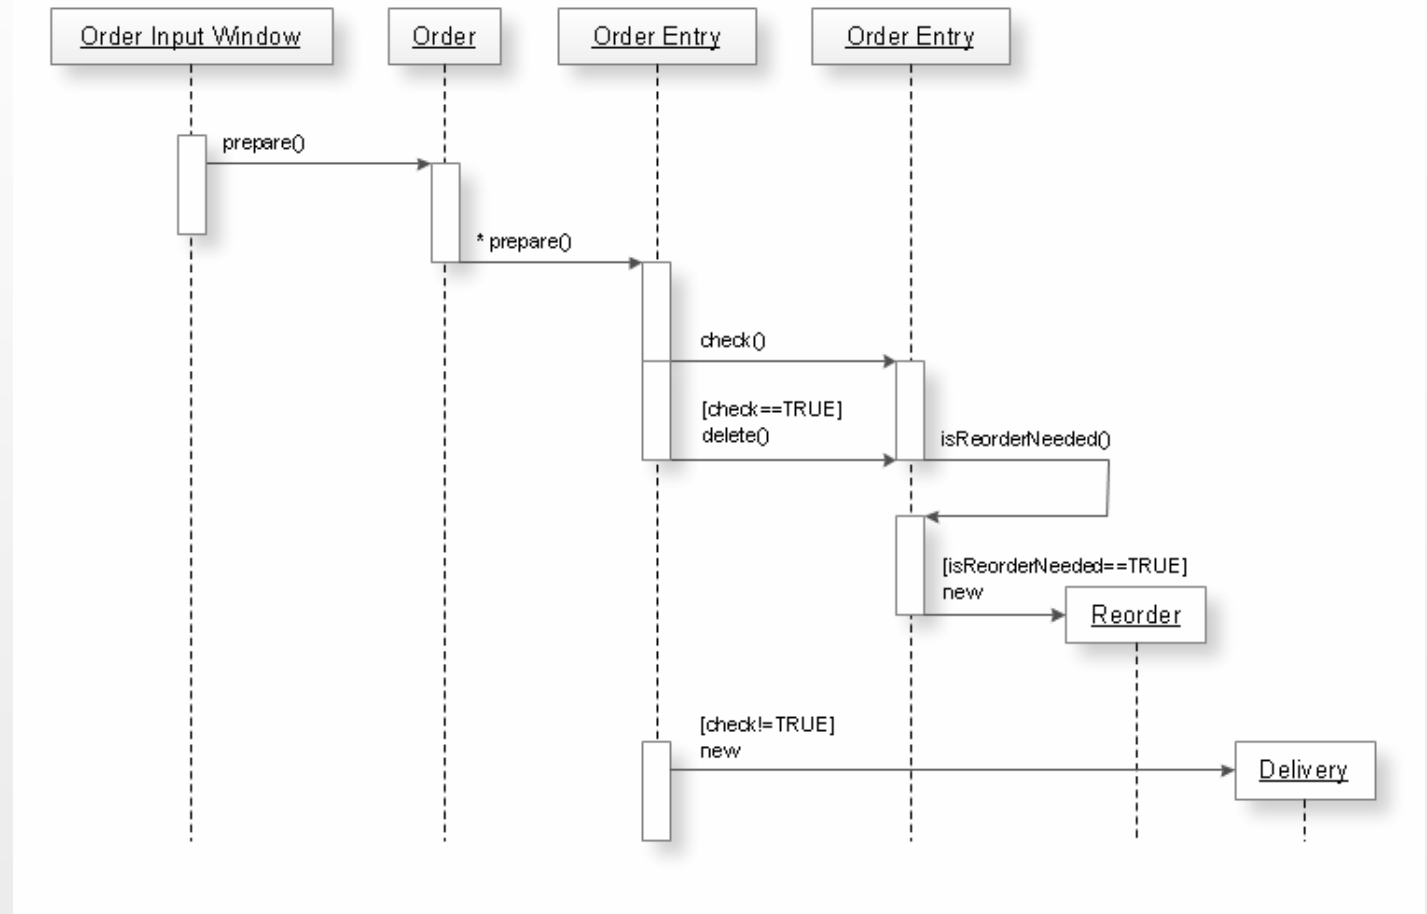 Order Input Window
Order
Order Entry
Order Entry
prepare()
* prepare()
check()
[check==TRUE]
delete()
isReorderNeeded()
[isReorderNeeded==TRUE]
new
Reorder
[check!=TRUE]
new
Delivery